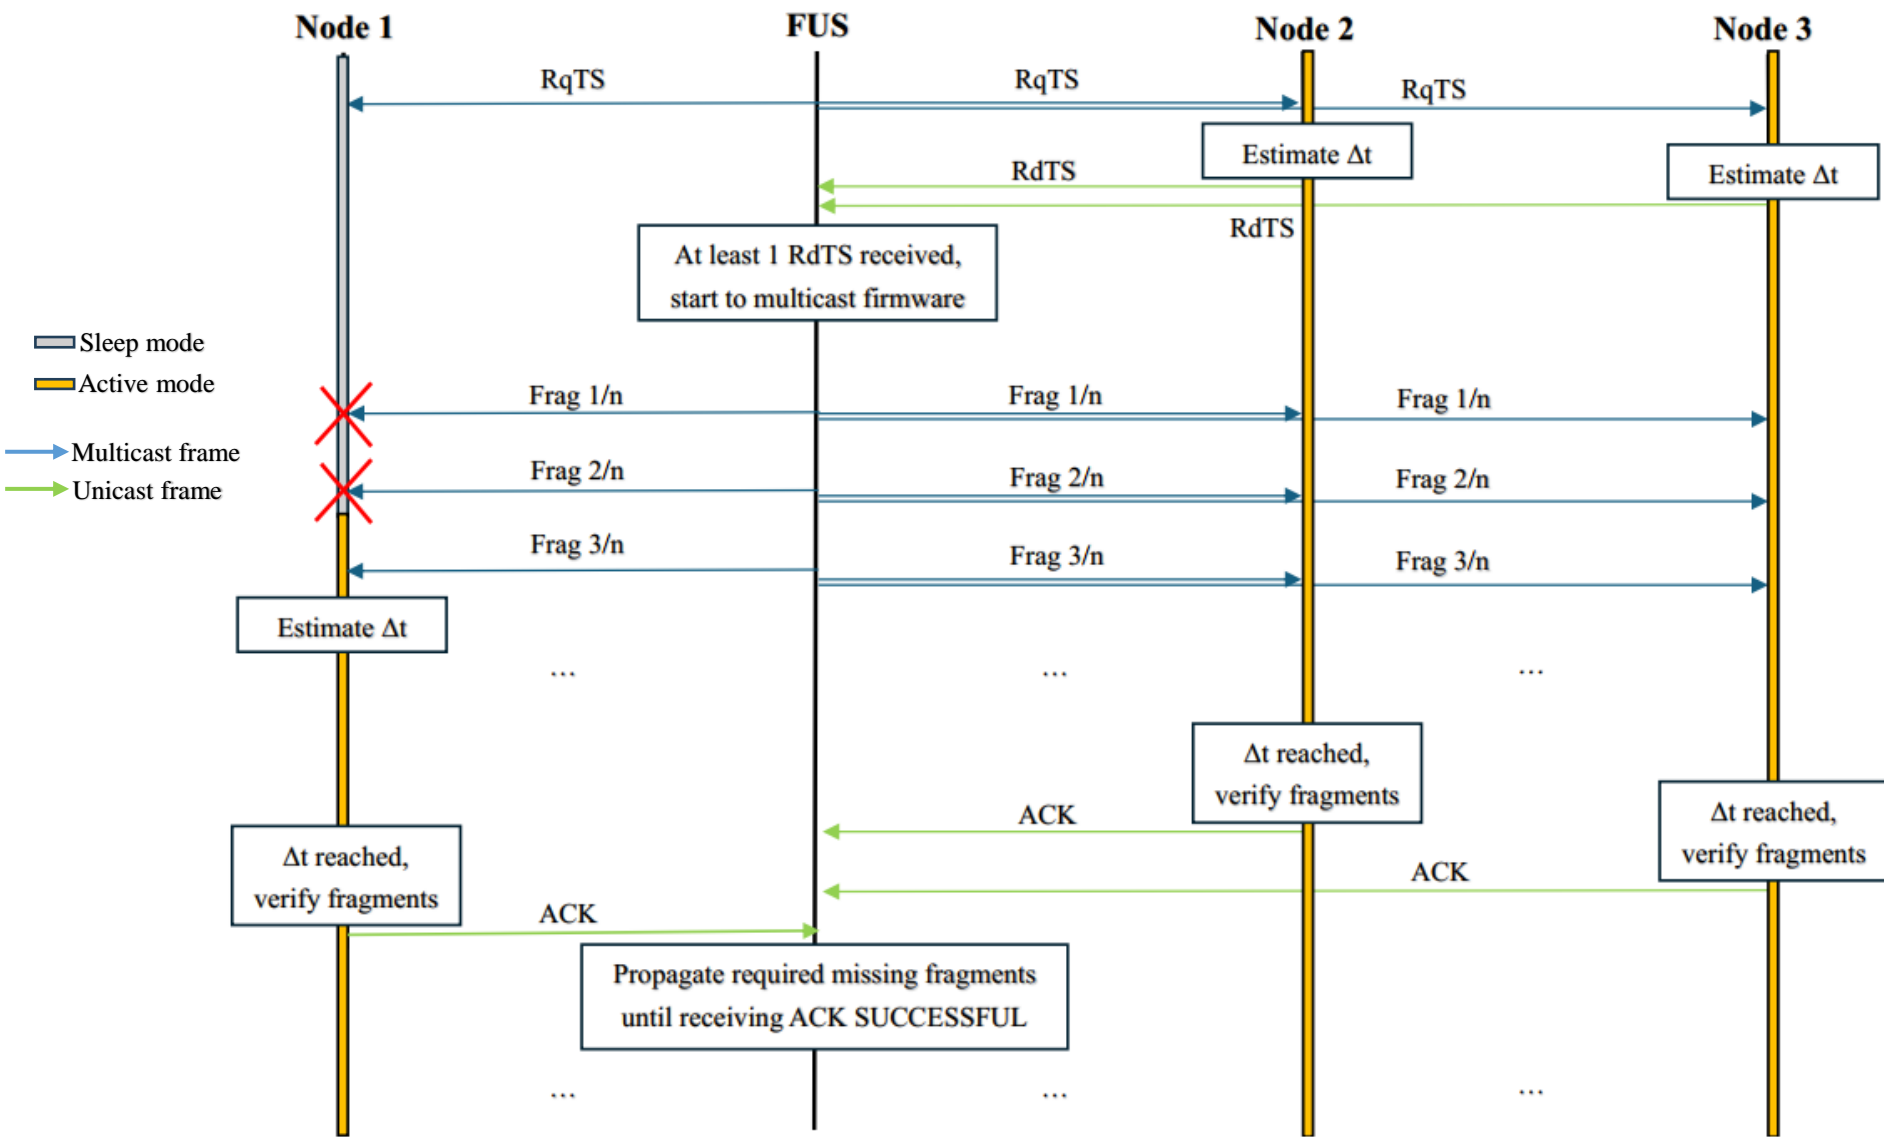 Node 1
FUS
Node 2
Node 3
RqTS
RqTS
RqTS
Estimate Δt
Estimate Δt
RdTS
RdTS
At least 1 RdTS received,
start to multicast firmware
Sleep mode
Active mode
Multicast frame
Unicast frame
Frag 1/n
Frag 1/n
Frag 1/n
Frag 2/n
Frag 2/n
Frag 2/n
Frag 3/n
Frag 3/n
Frag 3/n
Estimate Δt
...
...
...
Δt reached,
verify fragments
Δt reached,
verify fragments
ACK
Δt reached,
verify fragments
ACK
ACK
Propagate required missing fragments
until receiving ACK SUCCESSFUL
...
...
...